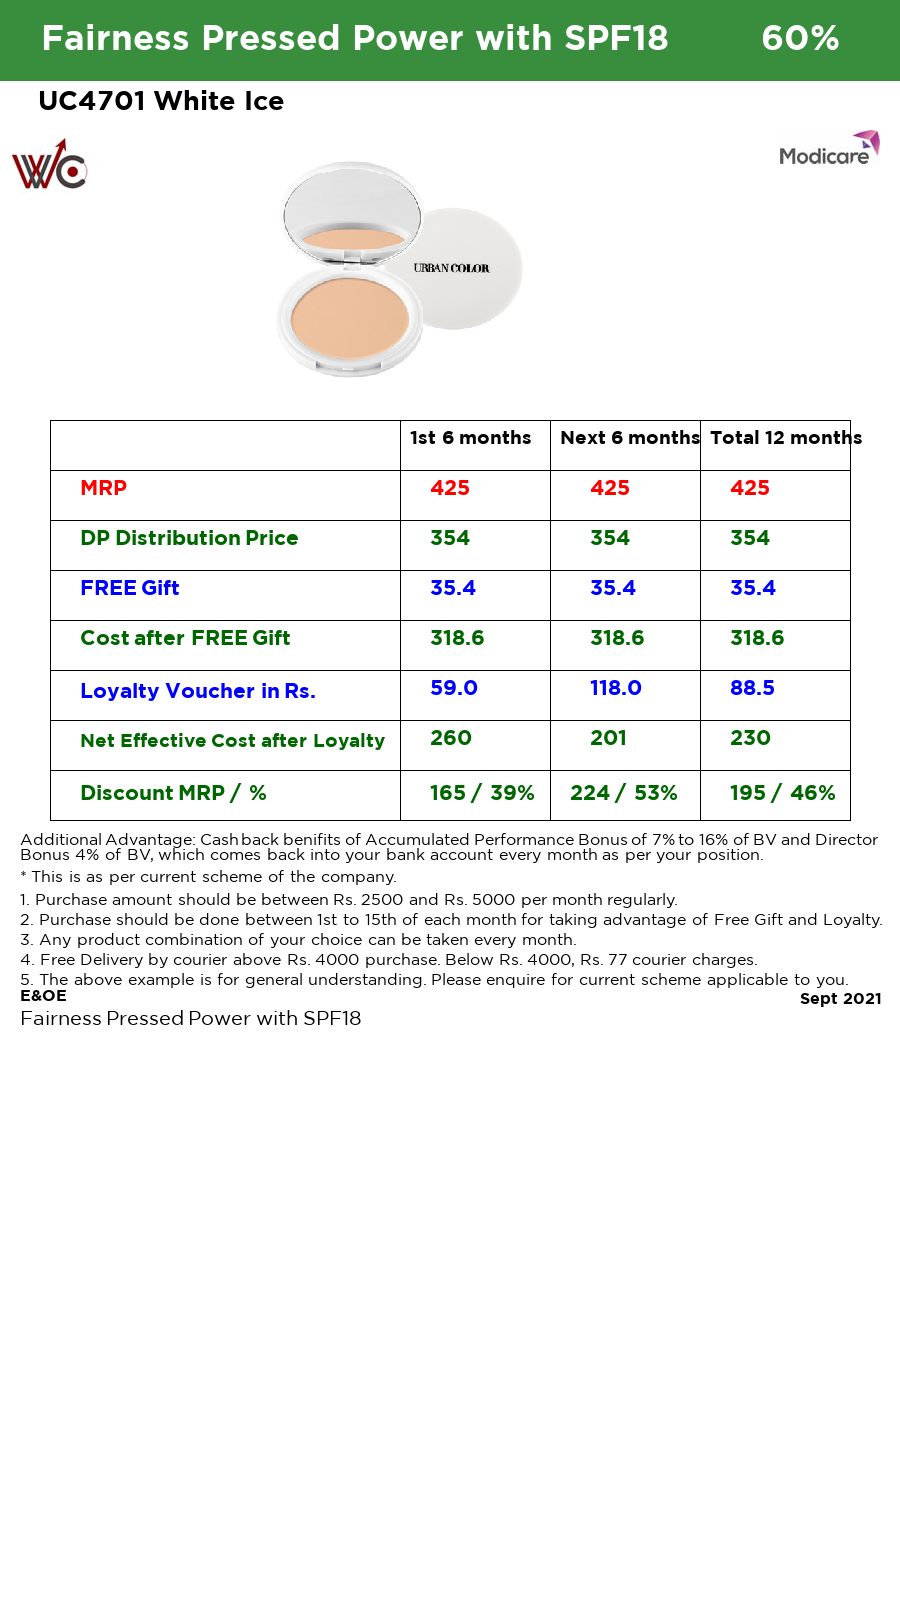 Fairness Pressed Power with SPF18 60%
UC4701 White Ice
WC
Modicare
URBAN COLOR
1st 6 months Next 6 months Total 12 months
MRP 425 425 425
DP Distribution Price 354 354 354
FREE Gift 35.4 35.4 35.4
Cost after FREE Gift 318.6 318.6 318.6
Loyalty Voucher in Rs. 59.0 118.0 88.5
Net Effective Cost after Loyalty 260 201 230
Discount MRP / % 165 / 39% 224 / 53% 195 / 46%
Additional Advantage: Cashback benifits of Accumulated Performance Bonus of 7% to 16% of BV and Director
Bonus 4% of BV, which comes back into your bank account every month as per your position.
* This is as per current scheme of the company.
1. Purchase amount should be between Rs. 2500 and Rs. 5000 per month regularly.
2. Purchase should be done between 1st to 15th of each month for taking advantage of Free Gift and Loyalty.
3. Any product combination of your choice can be taken every month.
4. Free Delivery by courier above Rs. 4000 purchase. Below Rs. 4000, Rs. 77 courier charges.
5. The above example is for general understanding. Please enquire for current scheme applicable to you.
E&OE Sept 2021
Fairness Pressed Power with SPF18